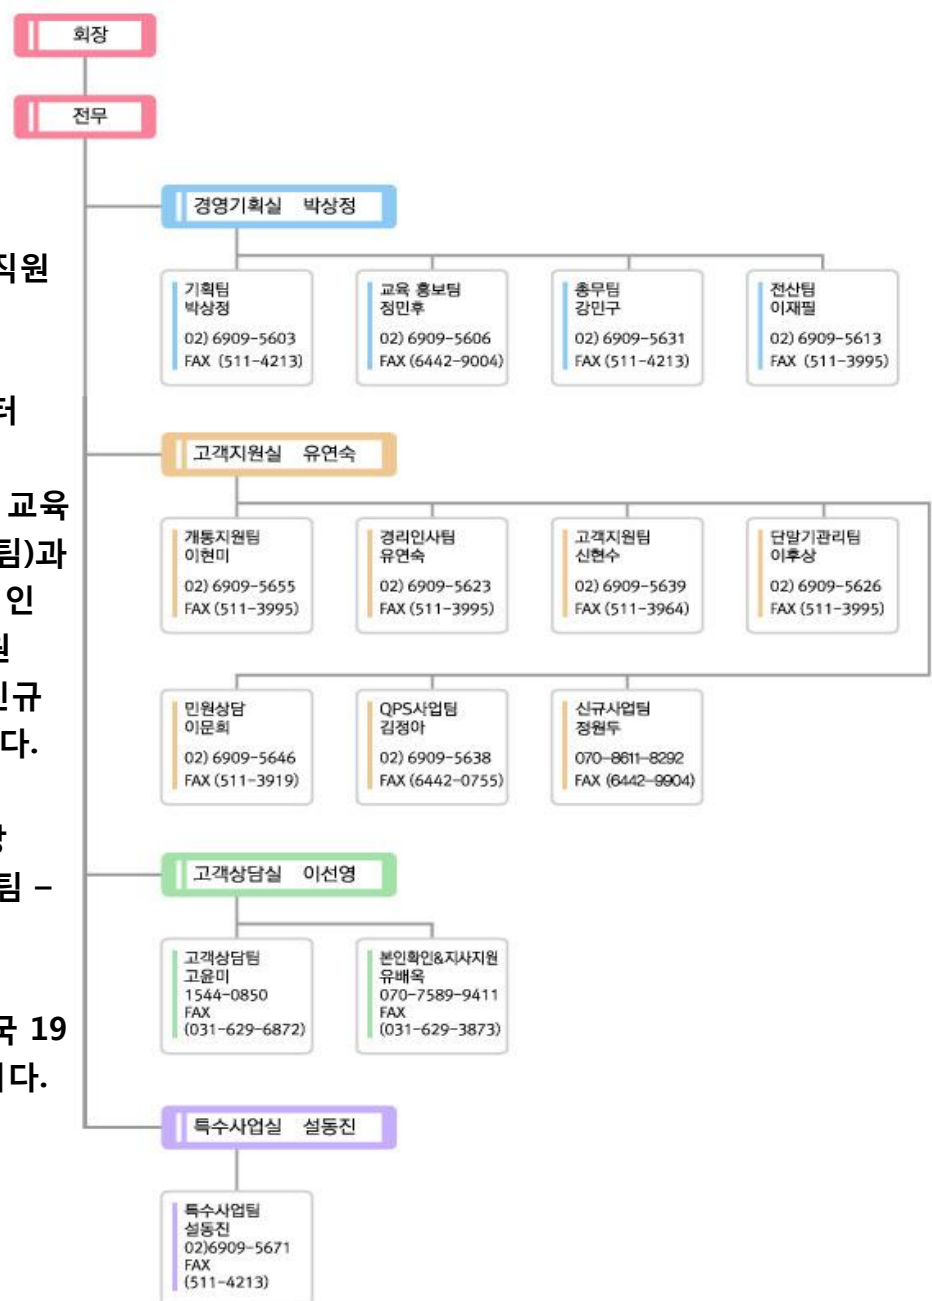 회장
전무
직원
터
교육
팀)과
인
원
신규
다.
팀 –
국 19
니다.
경영기획실 박상정
기획팀
박상정
02) 6909-5603
FAX (511-4213)
교육 홍보팀
정민후
02) 6909-5606
FAX (6442-9004)
총무팀
강민구
02) 6909-5631
FAX (511-4213)
전산팀
이재필
02) 6909-5613
FAX (511-3995)
고객지원실 유연숙
개통지원팀
이현미
02) 6909-5655
FAX (511-3995)
경리인사팀
유연숙
02) 6909-5623
FAX (511-3995)
고객지원팀
신현수
02) 6909-5639
FAX (511-3964)
단말기관리팀
이후상
02) 6909-5626
FAX (511-3995)
민원상담
이문희
02) 6909-5646
FAX (511-3919)
QPS사업팀
김정아
02) 6909-5638
FAX (6442-0755)
신규사업팀
정원두
070-8611-8292
FAX (6442-9904)
고객상담실 이선영
고객상담팀
고윤미
1544-0850
FAX
(031-629-6872)
본인확인&지사지원
유배옥
070-7589-9411
FAX
(031-629-3873)
특수사업실 설동진
특수사업팀
설동진
02)6909-5671
FAX
(511-4213)